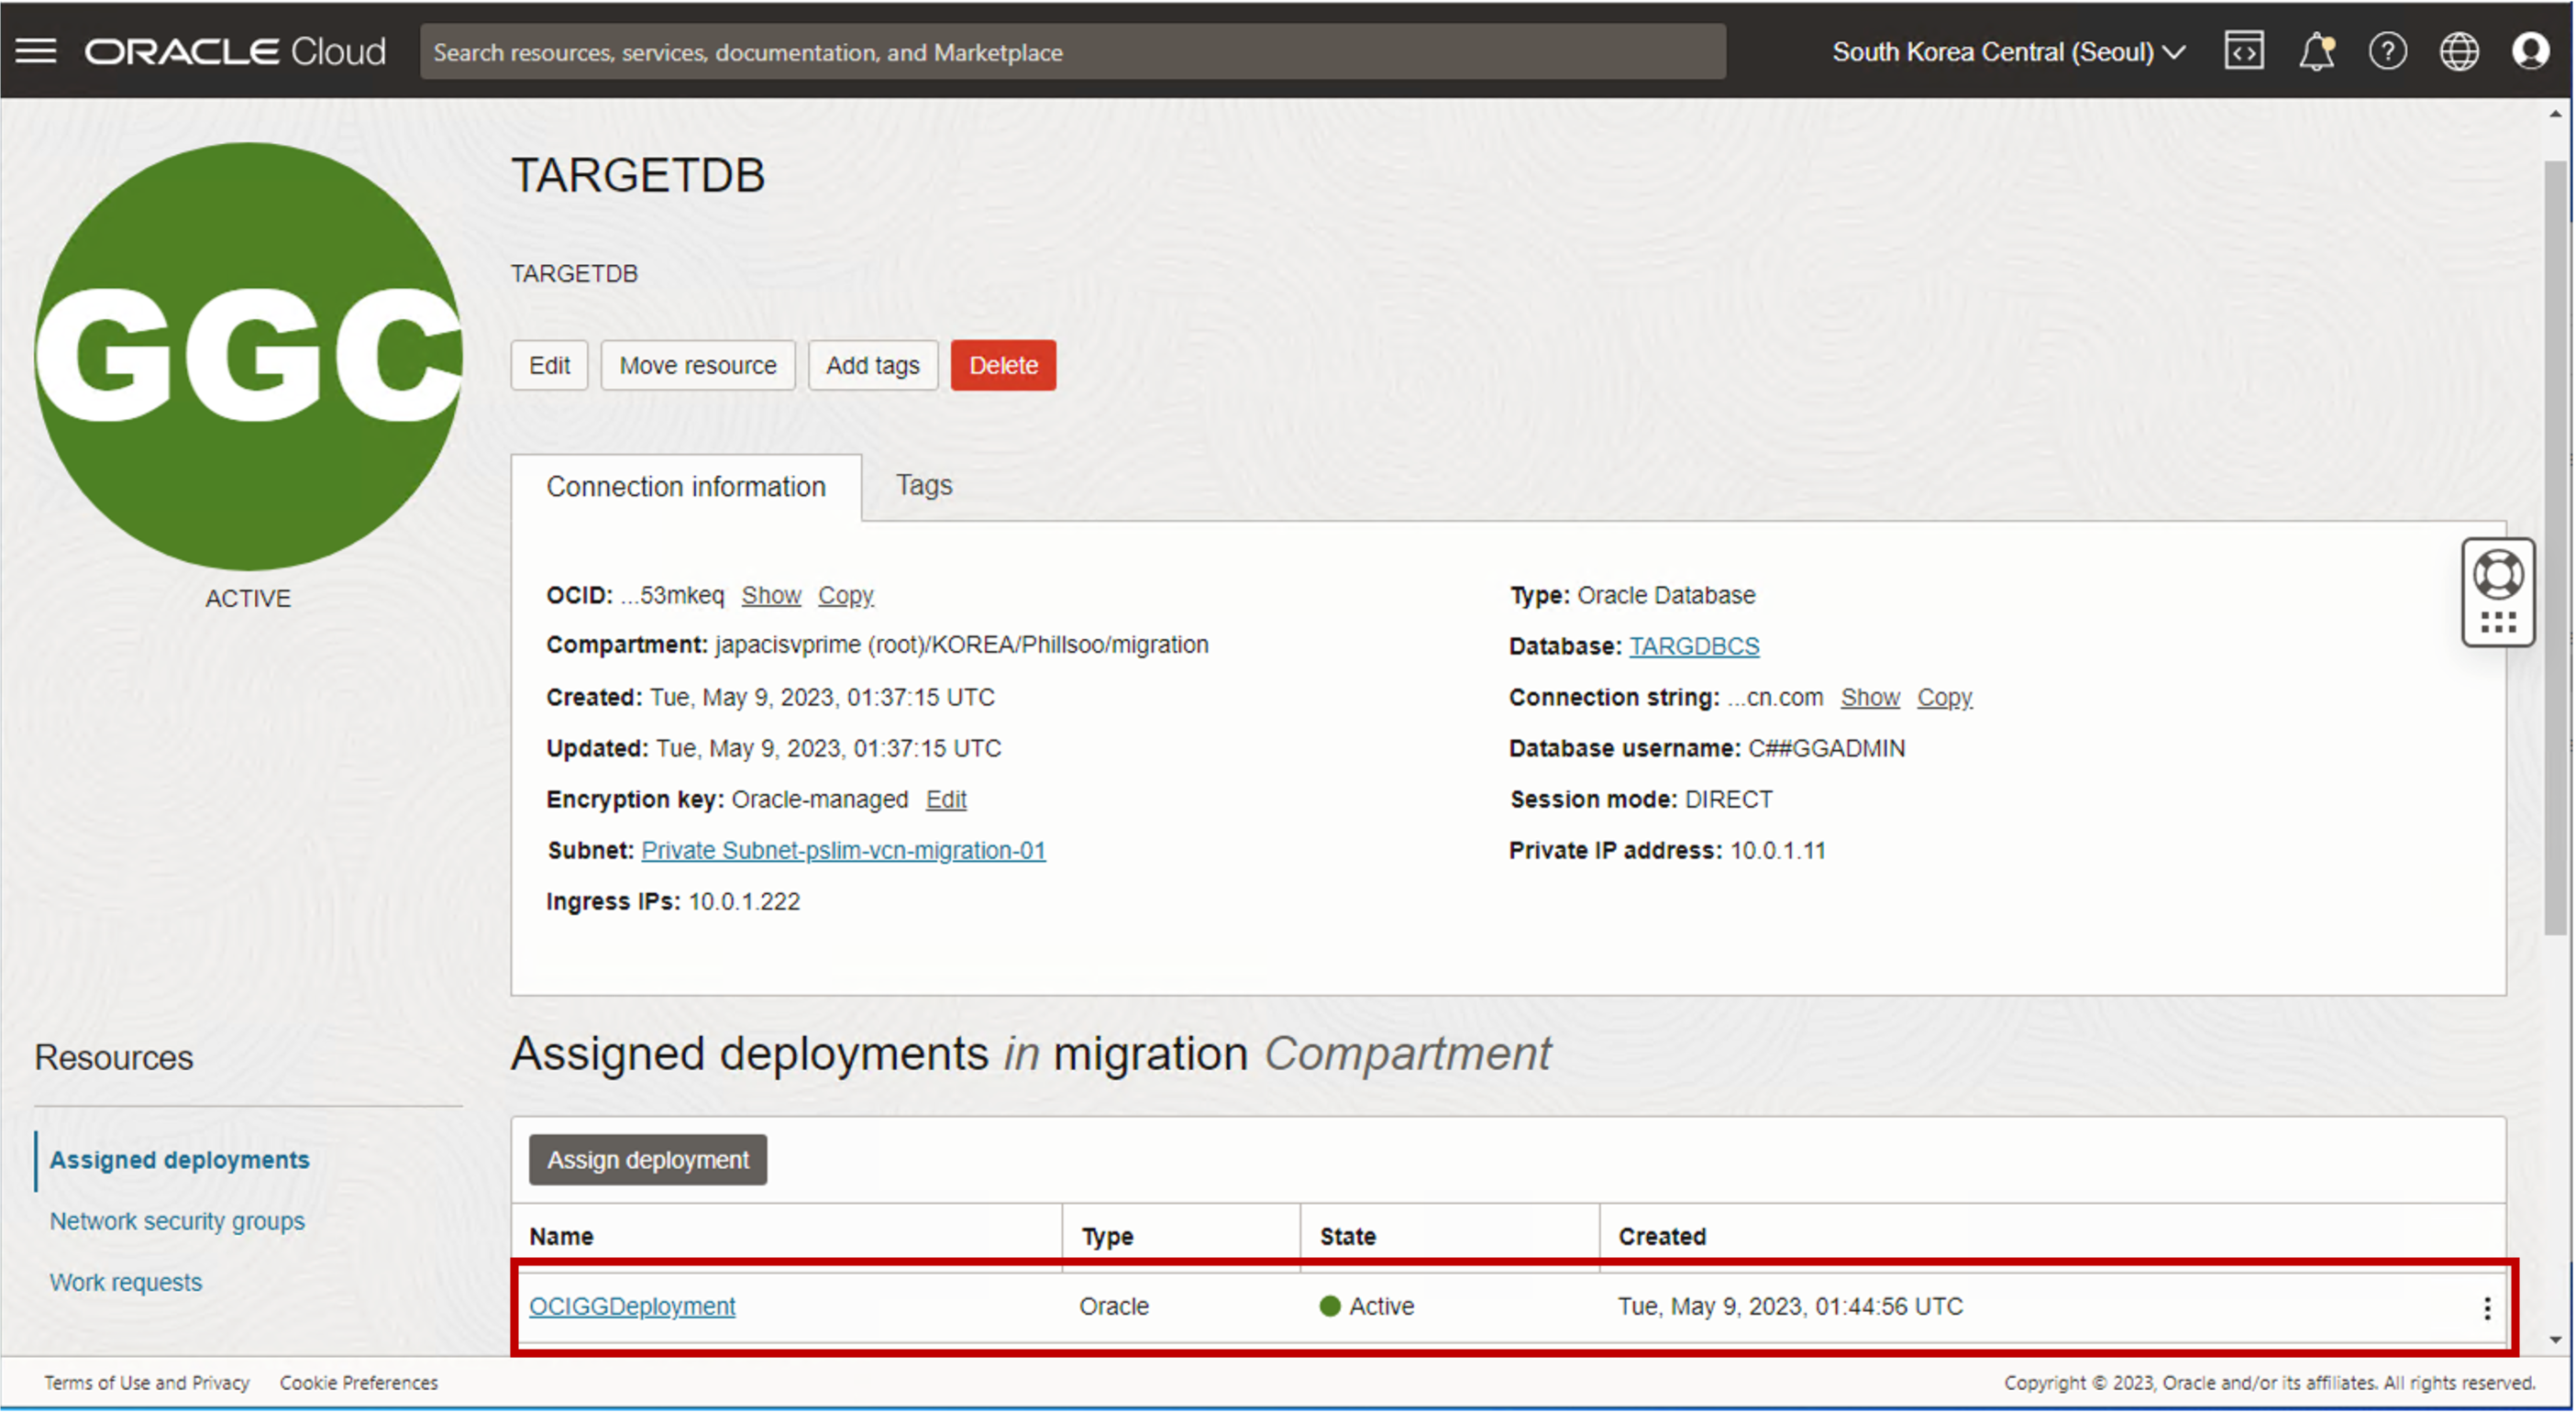 ORACLE Cloud
Search resources, services, documentation, and Marketplace
South Korea Central (Seoul)
GGC
ACTIVE
TARGETDB
TARGETDB
Edit
Move resource
Add tags
Delete
Connection information
Tags
OCID: ...53mkeq Show Copy
Compartment: japacisvprime (root)/KOREA/Phillsoo/migration
Created: Tue, May 9, 2023, 01:37:15 UTC
Updated: Tue, May 9, 2023, 01:37:15 UTC
Encryption key: Oracle-managed Edit
Subnet: Private Subnet-pslim-vcn-migration-01
Ingress IPs: 10.0.1.222
Type: Oracle Database
Database: TARGDBCS
Connection string: ...cn.com Show Copy
Database username: C##GGADMIN
Session mode: DIRECT
Private IP address: 10.0.1.11
Resources
Assigned deployments
Network security groups
Work requests
Assigned deployments in migration Compartment
Assign deployment
Name Type State Created
OCIGGDeployment Oracle Active Tue, May 9, 2023, 01:44:56 UTC
Terms of Use and Privacy Cookie Preferences
Copyright © 2023, Oracle and/or its affiliates. All rights reserved.